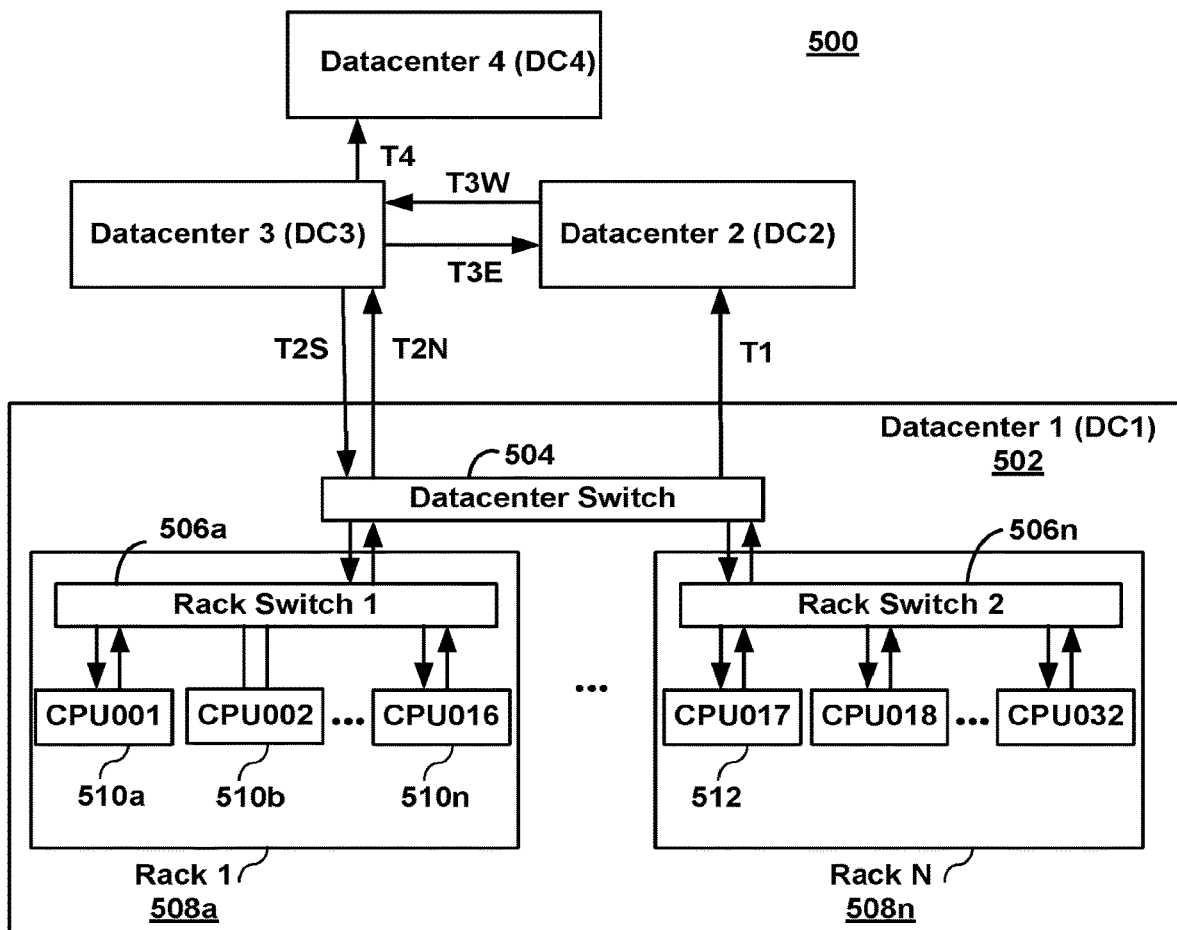 500
Datacenter 4 (DC4)
T4
T3W
Datacenter 3 (DC3)
Datacenter 2 (DC2)
T3E
T2S
T2N
T1
Datacenter 1 (DC1)
502
504
Datacenter Switch
506a
506n
Rack Switch 1
Rack Switch 2
...
CPU001
CPU002
...
CPU016
CPU017
CPU018
...
CPU032
510a
510b
510n
512
Rack 1
508a
Rack N
508n